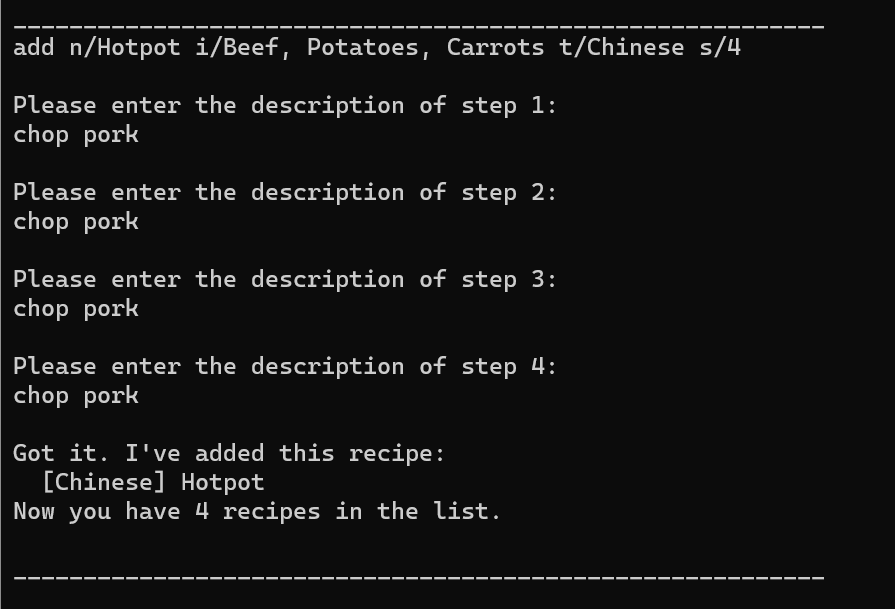 ____________________________________________________________
add n/Hotpot i/Beef, Potatoes, Carrots t/Chinese s/4
Please enter the description of step 1:
chop pork
Please enter the description of step 2:
chop pork
Please enter the description of step 3:
chop pork
Please enter the description of step 4:
chop pork
Got it. I've added this recipe:
  [Chinese] Hotpot
Now you have 4 recipes in the list.
____________________________________________________________